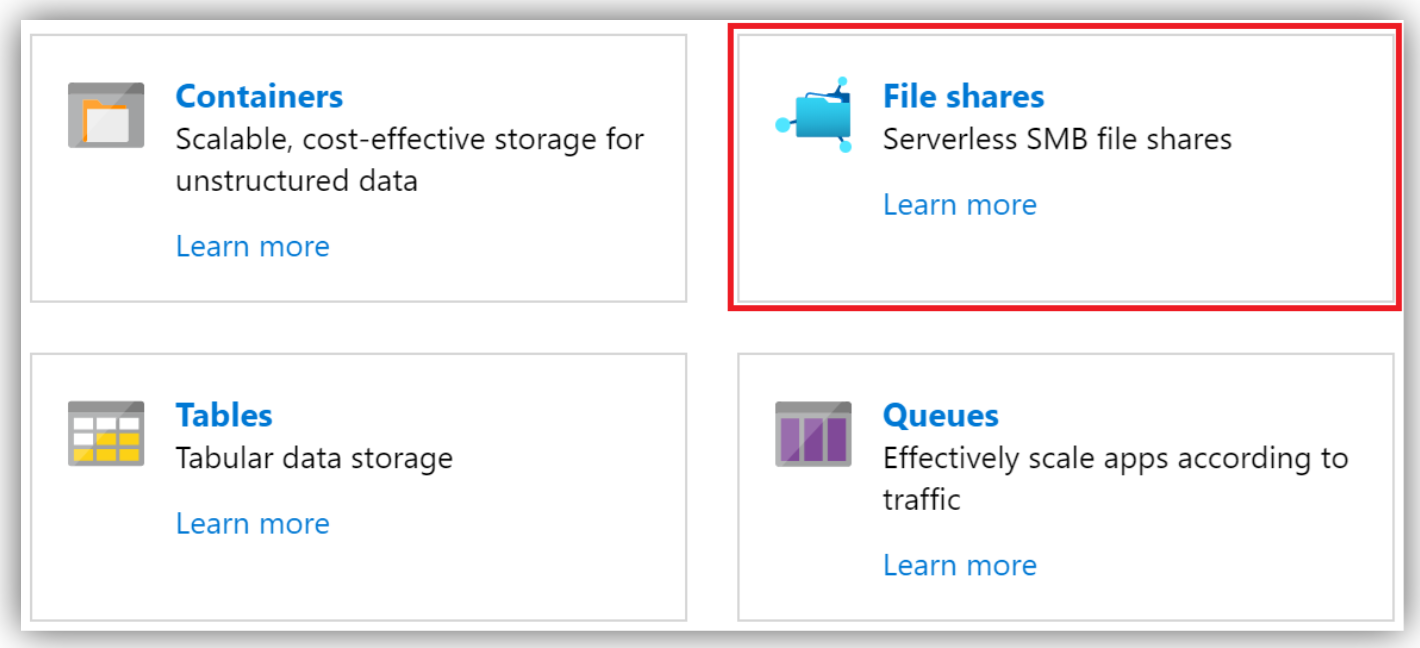 Containers
Scalable, cost-effective storage for
unstructured data
Learn more
File shares
Serverless SMB file shares
Learn more
Tables
Tabular data storage
Learn more
Queues
Effectively scale apps according to
traffic
Learn more